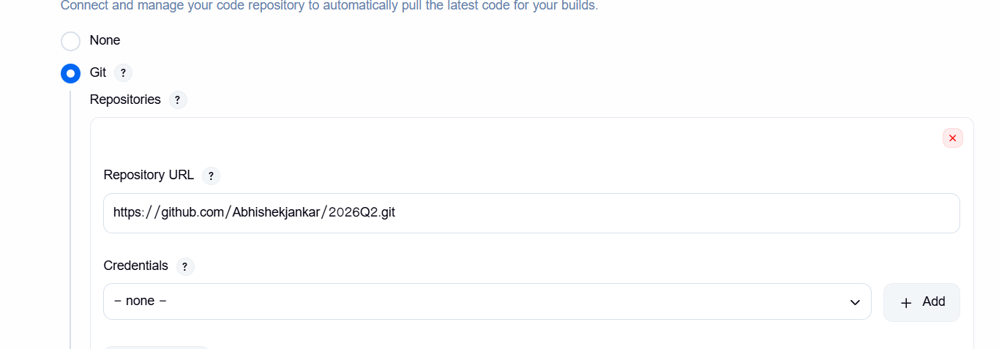 Connect and manage your code repository to automatically pull the latest code for your builds.
None
Git ?
Repositories ?
Repository URL ?
https://github.com/Abhishekjankar/2026Q2.git
Credentials ?
- none -
+ Add